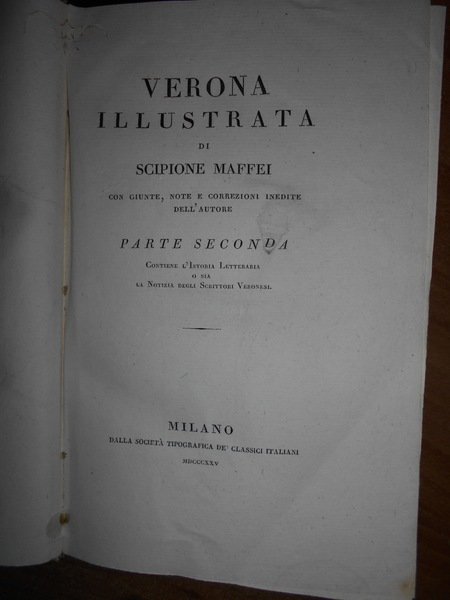 VERONA
ILLUSTRATA
DI
SCIPIONE MAFFEI
CON GIUNTE, NOTE E CORREZIONI INEDITE
DELL'AUTORE
PARTE SECONDA
CONTIENE L'ISTORIA LETTERARIA
O SIA
LA NOTIZIA DEGLI SCRITTORI VERONESI.
MILANO
DALLA SOCIETÀ TIPOGRAFICA DE' CLASSICI ITALIANI
MDCCCXXV